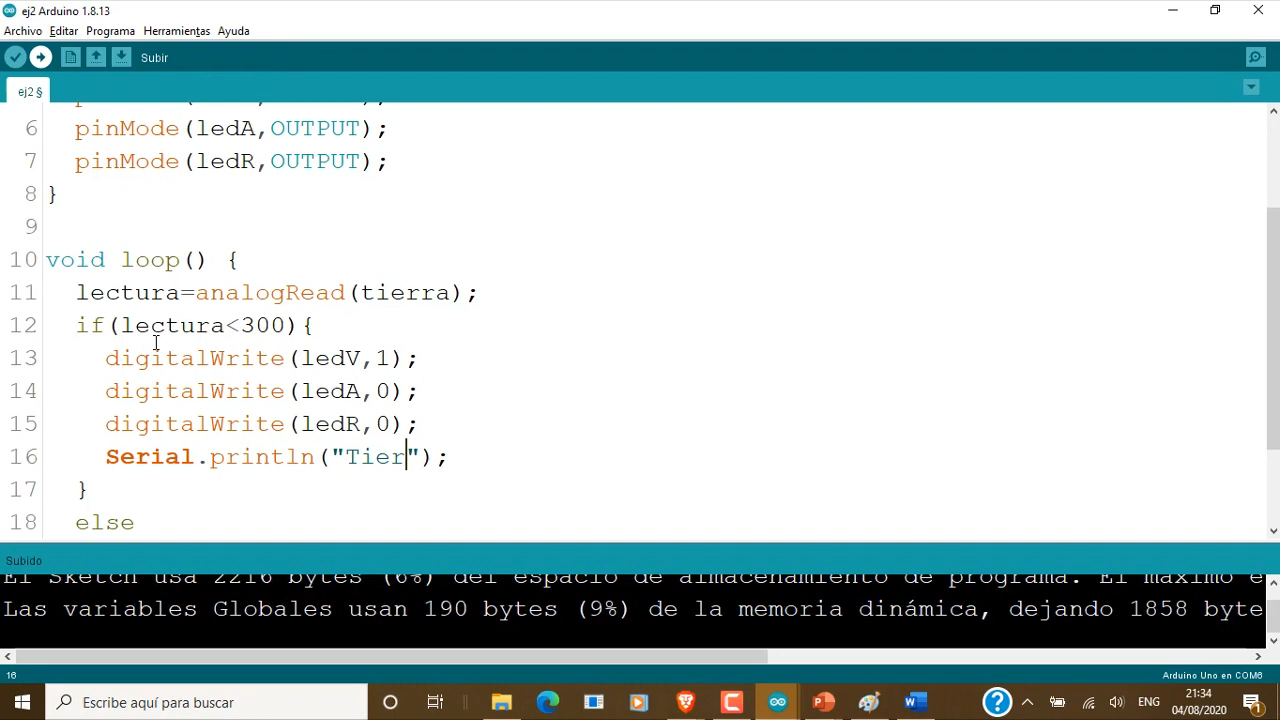 ej2 Arduino 1.8.13
Archivo Editar Programa Herramientas Ayuda
Subir
ej2 §
6 pinMode(ledA,OUTPUT);
7 pinMode(ledR,OUTPUT);
8 }
9
10 void loop() {
11 lectura=analogRead(tierra);
12 if(lectura<300){
13 digitalWrite(ledV,1);
14 digitalWrite(ledA,0);
15 digitalWrite(ledR,0);
16 Serial.println("Tier");
17 }
18 else
Subido
El Sketch usa 2216 bytes (6%) del espacio de almacenamiento de programa. El máximo e
Las variables Globales usan 190 bytes (9%) de la memoria dinámica, dejando 1858 byte
16
Arduino Uno en COM6
Escribe aquí para buscar
ENG
21:34
04/08/2020
1